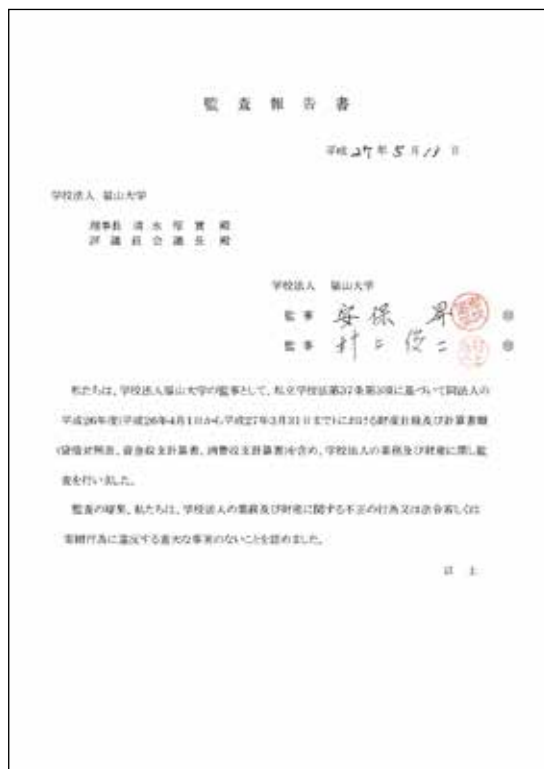 監査報告書
平成27年5月13日
学校法人 福山大学
理事長 清水厚實 殿
評議員会議長 殿
学校法人 福山大学
監事 安保 昇 ㊞
監事 村上 俊二 ㊞
私たちは、学校法人福山大学の監事として、私立学校法第37条第3項に基づいて同法人の
平成26年度(平成26年4月1日から平成27年3月31日まで)における財産目録及び計算書類
(貸借対照表、資金収支計算書、消費収支計算書)を含め、学校法人の業務及び財産に関し監
査を行いました。
監査の結果、私たちは、学校法人の業務及び財産に関する不正の行為又は法令若しくは
寄附行為に違反する重大な事実のないことを認めました。
以上